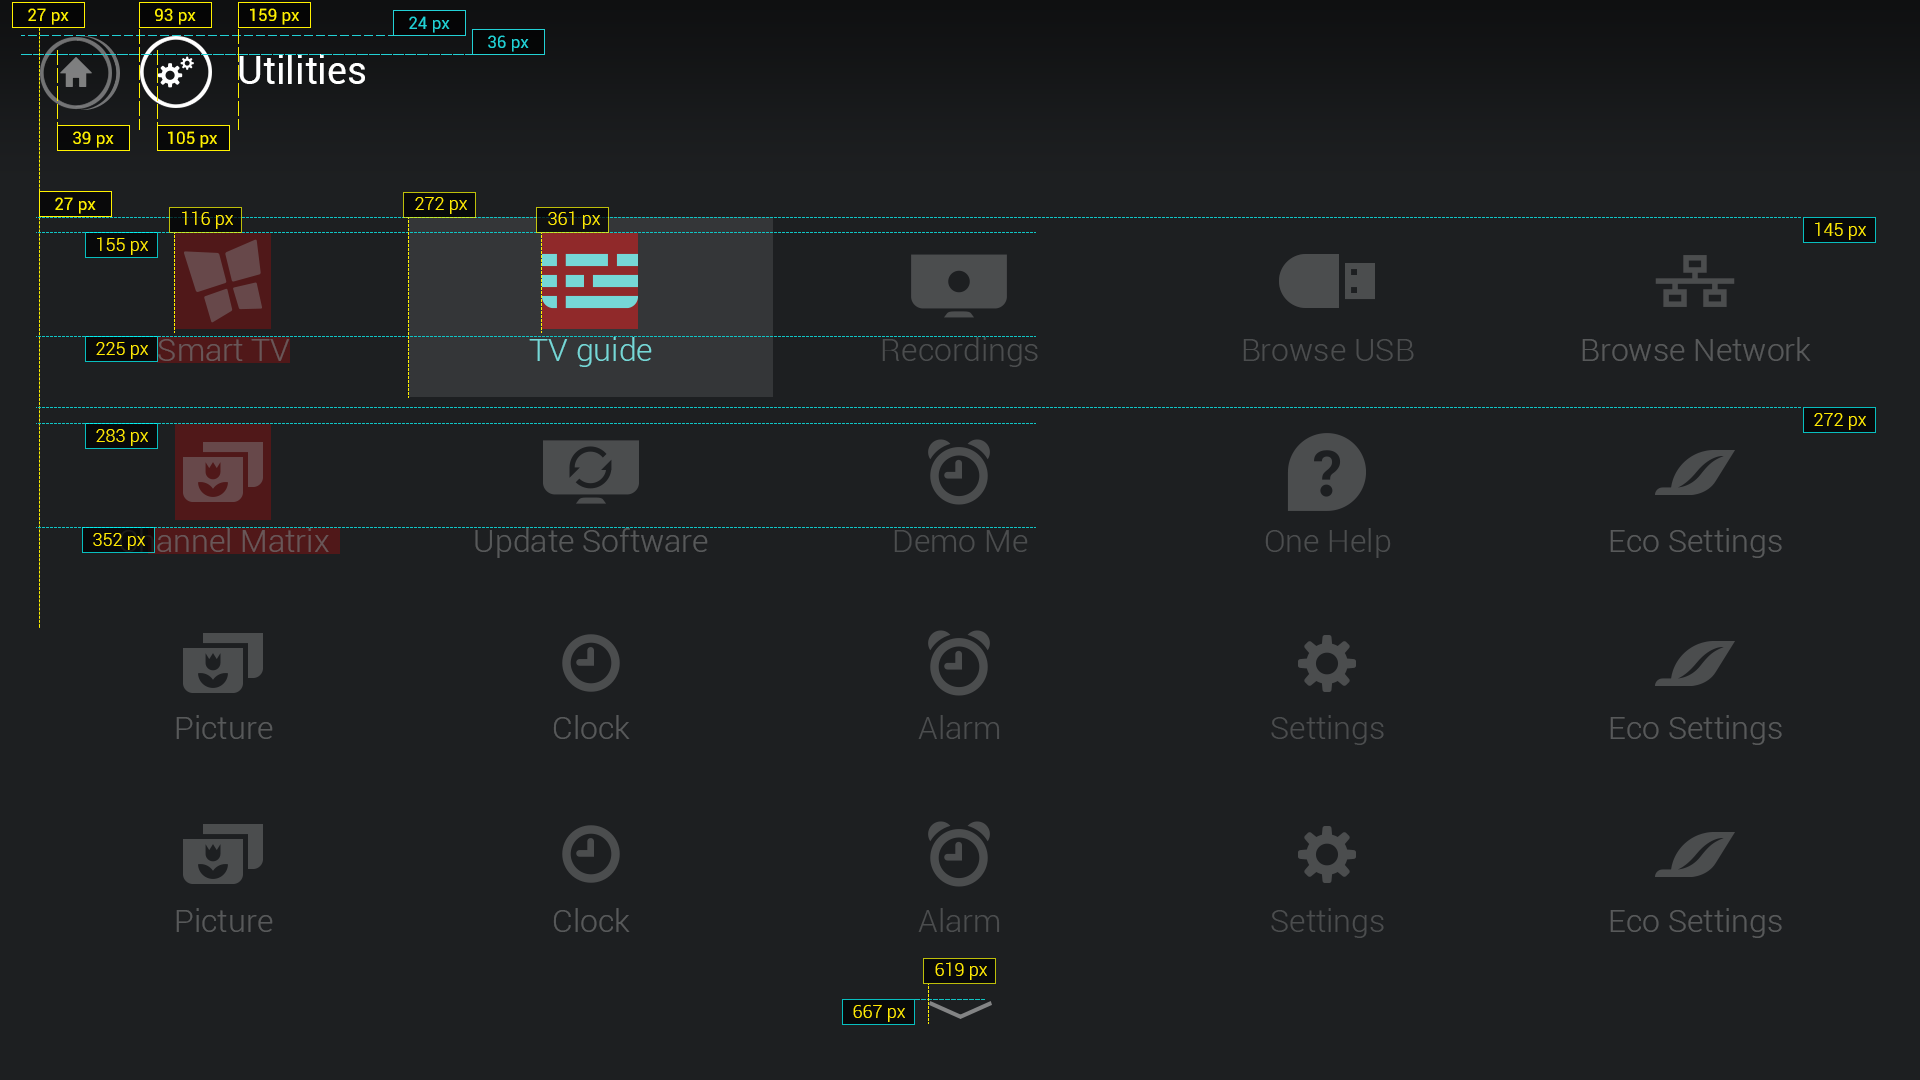 27 px 93 px 159 px
24 px
36 px
Utilities
39 px 105 px
27 px 272 px
116 px 361 px
155 px 145 px
225 px Smart TV TV guide Recordings Browse USB Browse Network
272 px
283 px
352 px annel Matrix Update Software Demo Me One Help Eco Settings
Picture Clock Alarm Settings Eco Settings
Picture Clock Alarm Settings Eco Settings
619 px
667 px